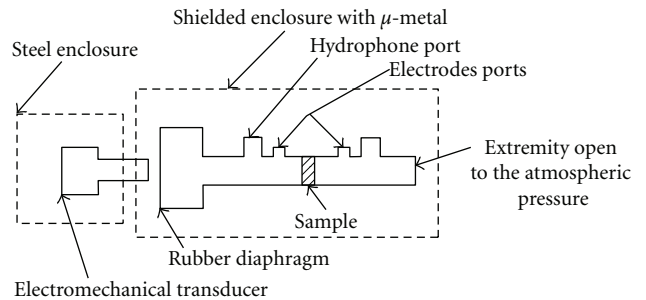 Shielded enclosure with μ-metal
Steel enclosure
Hydrophone port
Electrodes ports
Extremity open
to the atmospheric
pressure
Sample
Rubber diaphragm
Electromechanical transducer